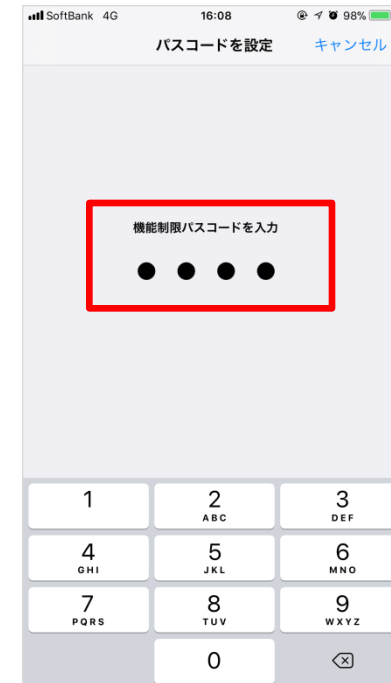 SoftBank 4G 16:08 98%
パスコードを設定 キャンセル
機能制限パスコードを入力
1 2 3
ABC DEF
4 5 6
GHI JKL MNO
7 8 9
PQRS TUV WXYZ
0